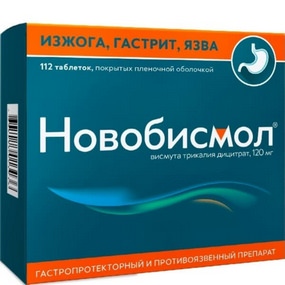 ИЗЖОГА, ГАСТРИТ, ЯЗВА
112 таблеток, покрытых пленочной оболочкой
Новобисмол®
висмута трикалия дицитрат, 120 мг
ГАСТРОПРОТЕКТОРНЫЙ И ПРОТИВОЯЗВЕННЫЙ ПРЕПАРАТ